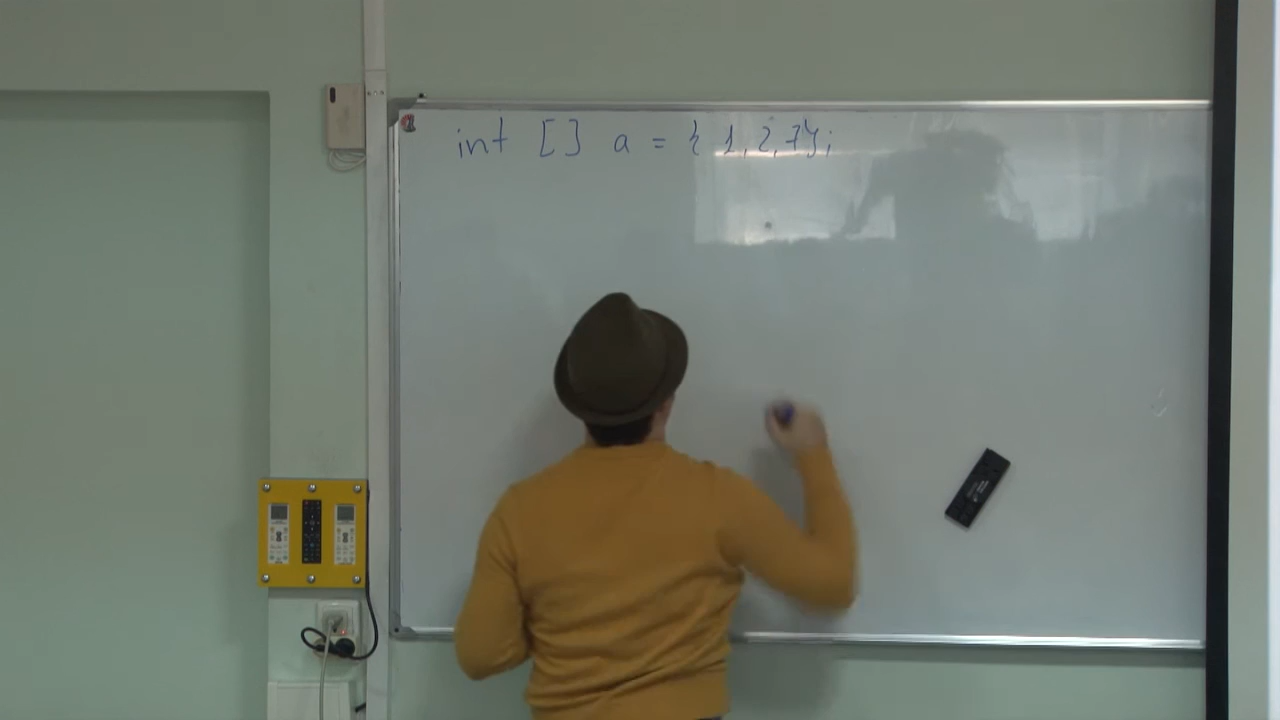 int [] a = { 1, 2, 7};